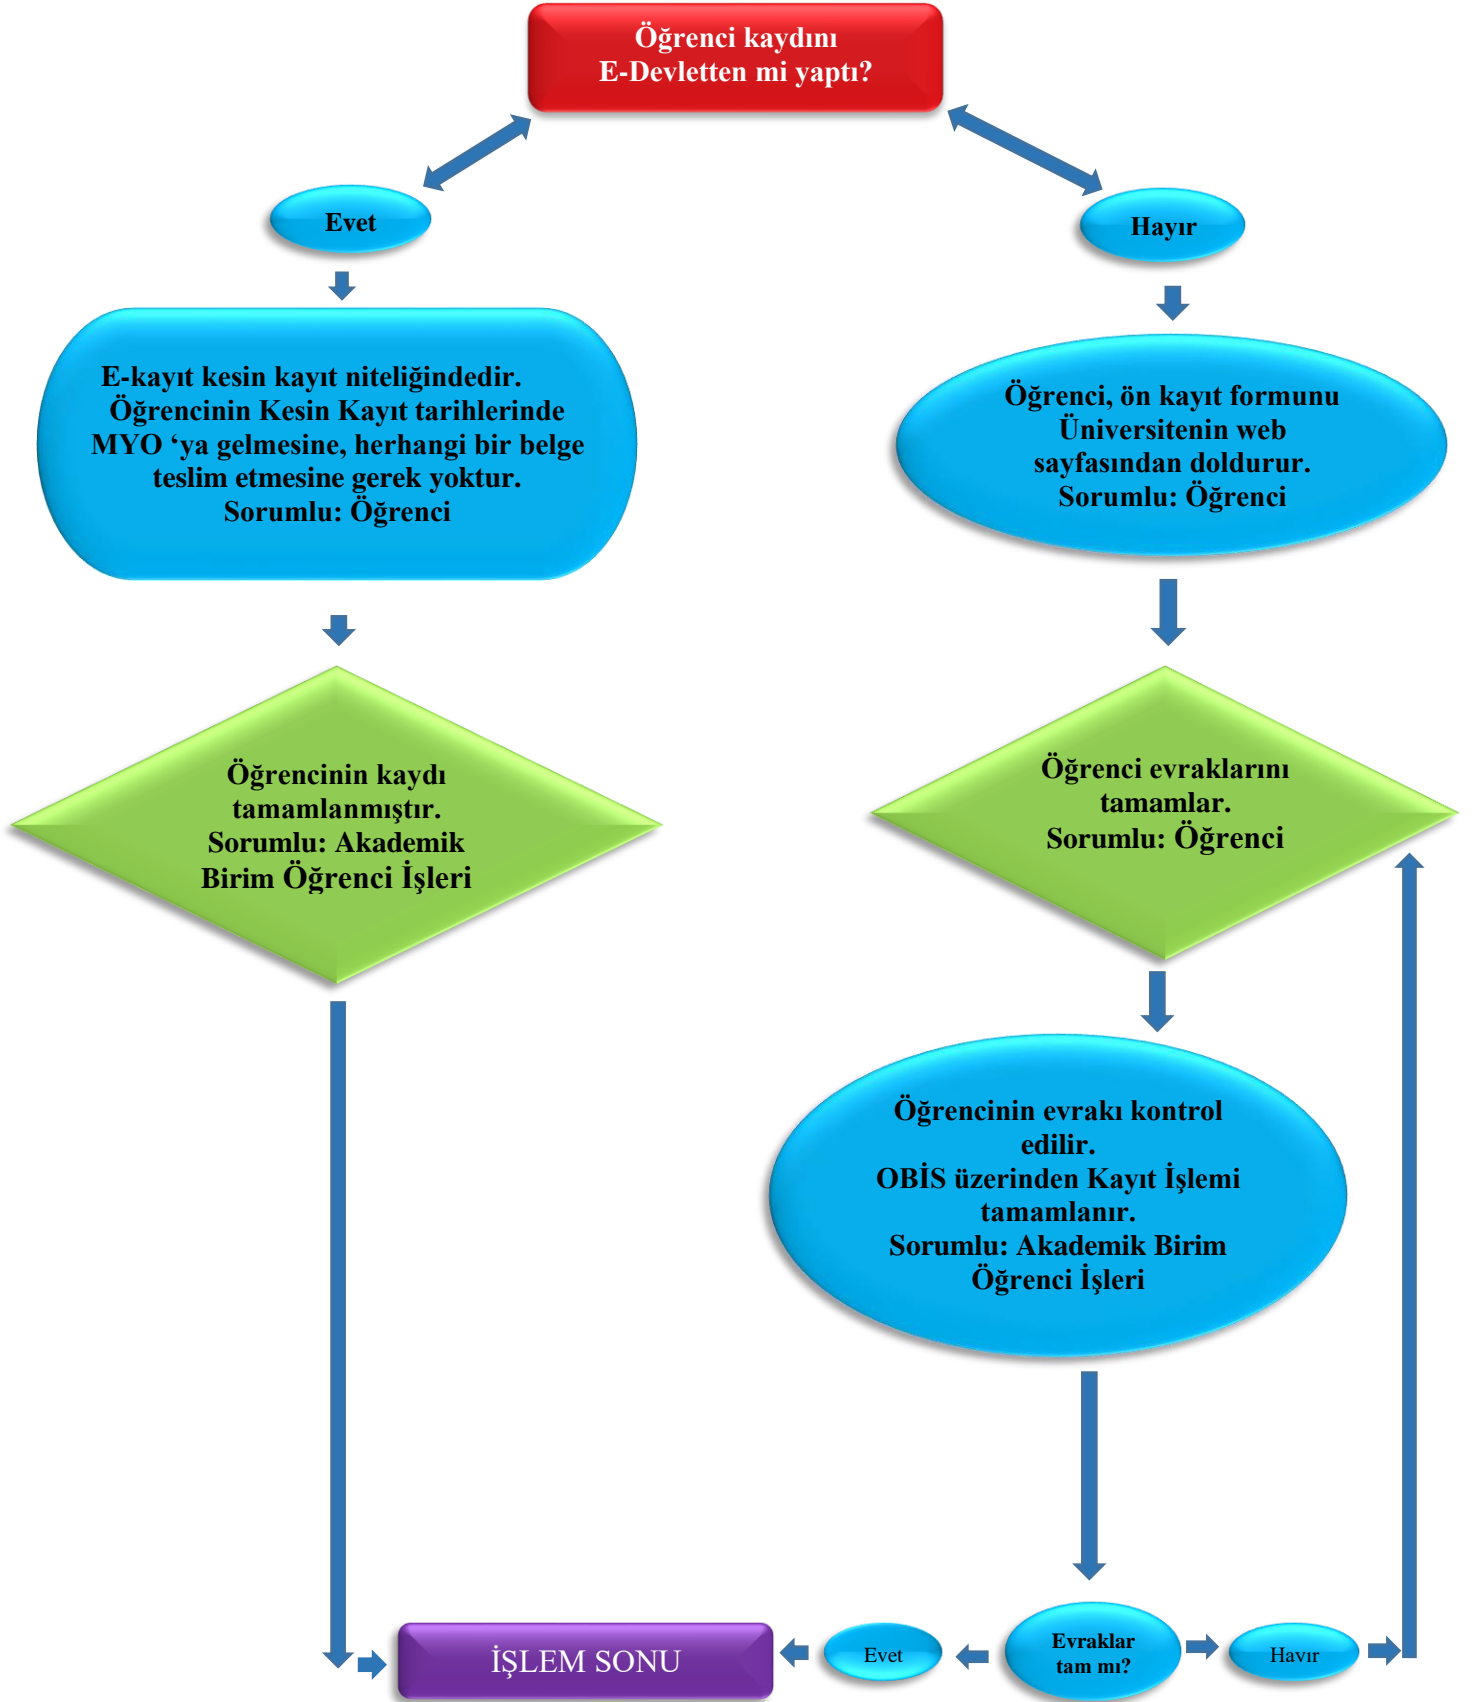 Öğrenci kaydını
E-Devletten mi yaptı?
Evet
Hayır
E-kayıt kesin kayıt niteliğindedir.
Öğrencinin Kesin Kayıt tarihlerinde
MYO ‘ya gelmesine, herhangi bir belge
teslim etmesine gerek yoktur.
Sorumlu: Öğrenci
Öğrenci, ön kayıt formunu
Üniversitenin web
sayfasından doldurur.
Sorumlu: Öğrenci
Öğrencinin kaydı
tamamlanmıştır.
Sorumlu: Akademik
Birim Öğrenci İşleri
Öğrenci evraklarını
tamamlar.
Sorumlu: Öğrenci
Öğrencinin evrakı kontrol
edilir.
OBİS üzerinden Kayıt İşlemi
tamamlanır.
Sorumlu: Akademik Birim
Öğrenci İşleri
İŞLEM SONU
Evet
Evraklar
tam mı?
Hayır